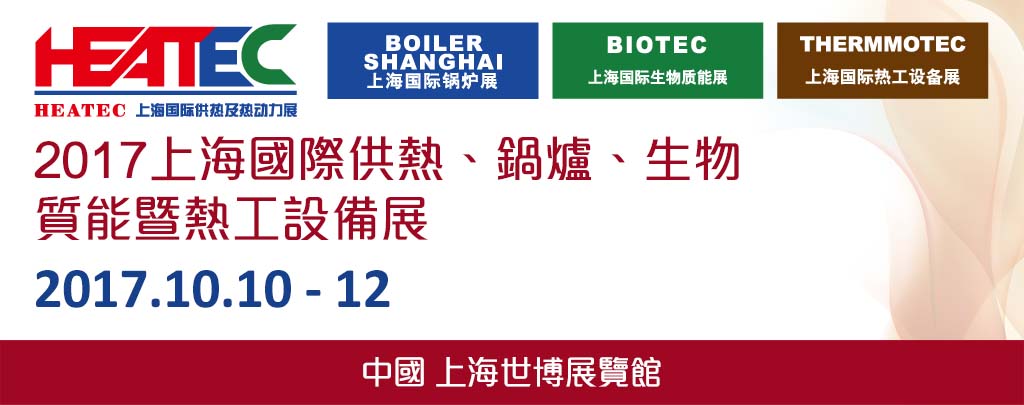 HEATEC
HEATEC 上海国际供热及热动力展
BOILER
SHANGHAI
上海国际锅炉展
BIOTEC
上海国际生物质能展
THERMMOTEC
上海国际热工设备展
2017上海國際供熱、鍋爐、生物
質能暨熱工設備展
2017.10.10 - 12
中國 上海世博展覽館